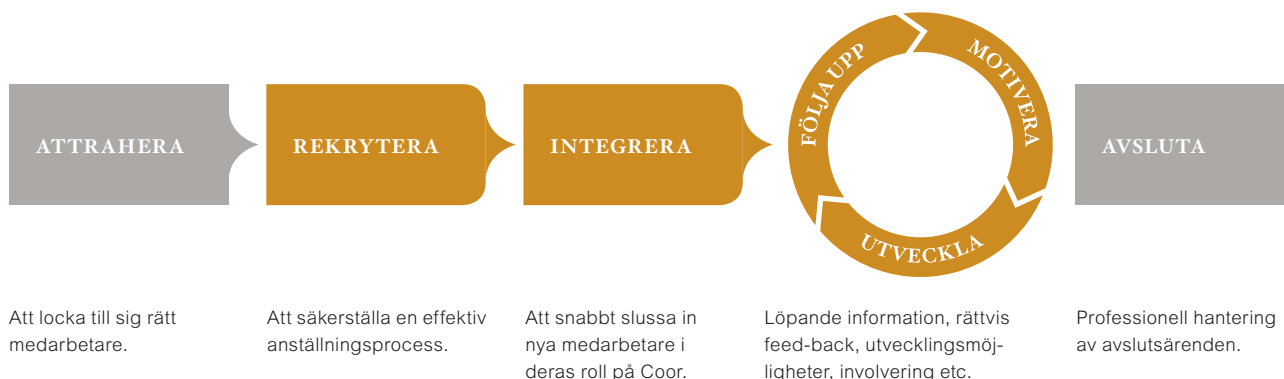 ATTRAHERA
REKRYTERA
INTEGRERA
FÖLJA UPP
MOTIVERA
UTVECKLA
AVSLUTA
Att locka till sig rätt
medarbetare.
Att säkerställa en effektiv
anställningsprocess.
Att snabbt slussa in
nya medarbetare i
deras roll på Coor.
Löpande information, rättvis
feed-back, utvecklingsmöj-
ligheter, involvering etc.
Professionell hantering
av avslutsärenden.